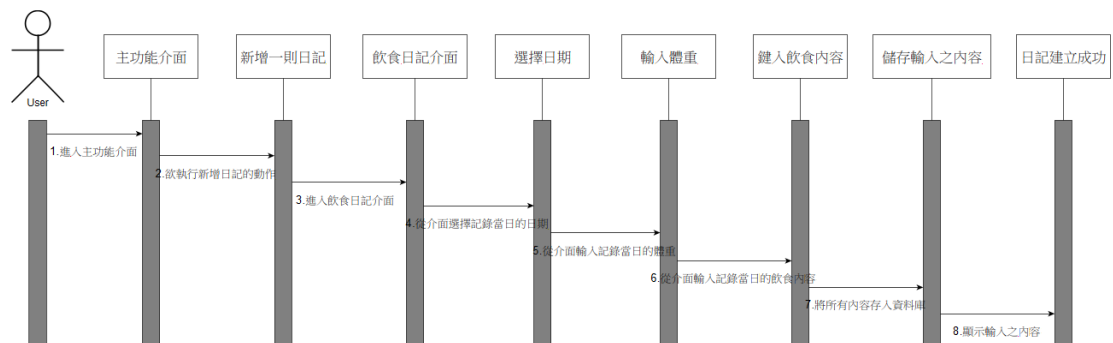 主功能介面
新增一則日記
飲食日記介面
選擇日期
輸入體重
鍵入飲食內容
儲存輸入之內容
日記建立成功
User
1.進入主功能介面
2.欲執行新增日記的動作
3.進入飲食日記介面
4.從介面選擇記錄當日的日期
5.從介面輸入記錄當日的體重
6.從介面輸入記錄當日的飲食內容
7.將所有內容存入資料庫
8.顯示輸入之內容